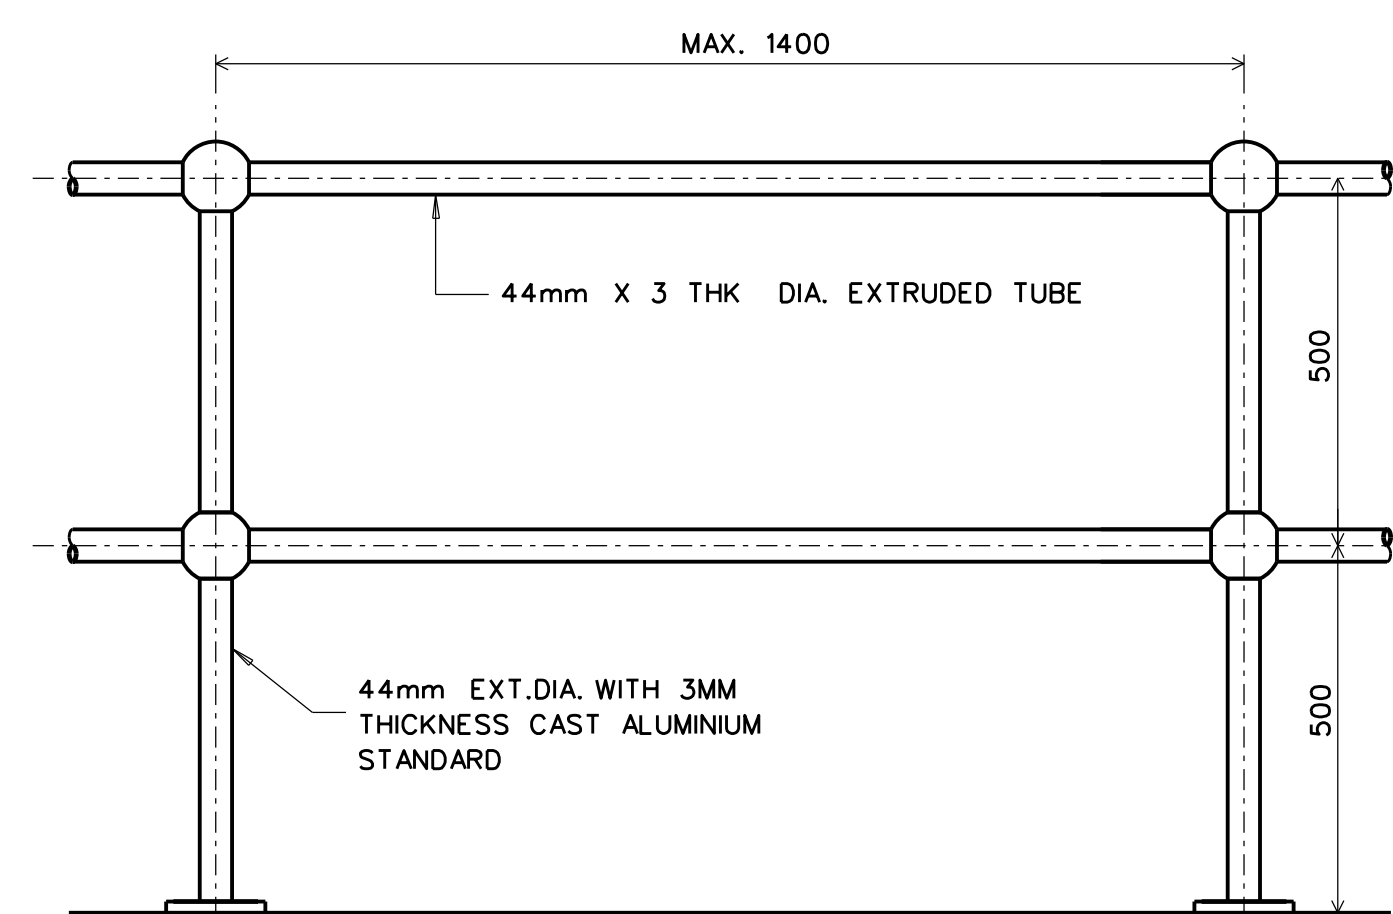 MAX. 1400
44mm X 3 THK DIA. EXTRUDED TUBE
500
44mm EXT.DIA. WITH 3MM
THICKNESS CAST ALUMINIUM
STANDARD
500